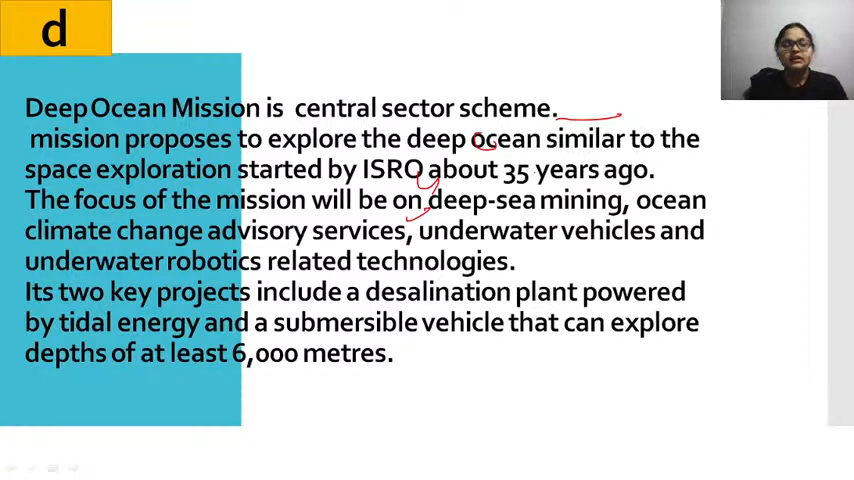 d
Deep Ocean Mission is central sector scheme.
mission proposes to explore the deep ocean similar to the
space exploration started by ISRO about 35 years ago.
The focus of the mission will be on deep-sea mining, ocean
climate change advisory services, underwater vehicles and
underwater robotics related technologies.
Its two key projects include a desalination plant powered
by tidal energy and a submersible vehicle that can explore
depths of at least 6,000 metres.